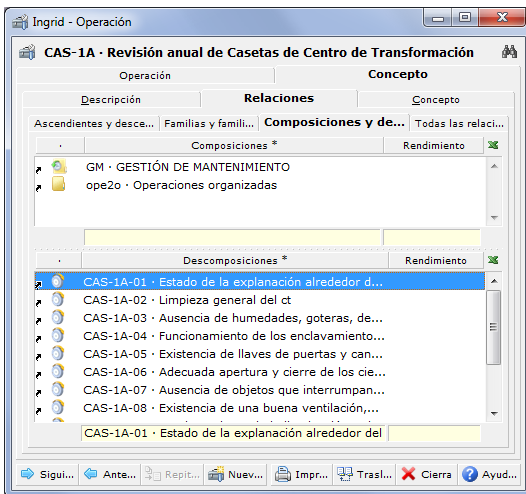 Ingrid - Operación
CAS-1A · Revisión anual de Casetas de Centro de Transformación
Operación Concepto
Descripción Relaciones Concepto
Ascendientes y desce... Familias y famili... Composiciones y de... Todas las relaci...
· Composiciones * Rendimiento
GM · GESTIÓN DE MANTENIMIENTO
ope2o · Operaciones organizadas
· Descomposiciones * Rendimiento
CAS-1A-01 · Estado de la explanación alrededor d...
CAS-1A-02 · Limpieza general del ct
CAS-1A-03 · Ausencia de humedades, goteras, de...
CAS-1A-04 · Funcionamiento de los enclavamiento...
CAS-1A-05 · Existencia de llaves de puertas y can...
CAS-1A-06 · Adecuada apertura y cierre de los cie...
CAS-1A-07 · Ausencia de objetos que interrumpan...
CAS-1A-08 · Existencia de una buena ventilación,...
CAS-1A-01 · Estado de la explanación alrededor del
Sigui... Ante... Repit... Nuev... Impr... Trasl... Cierra Ayud...